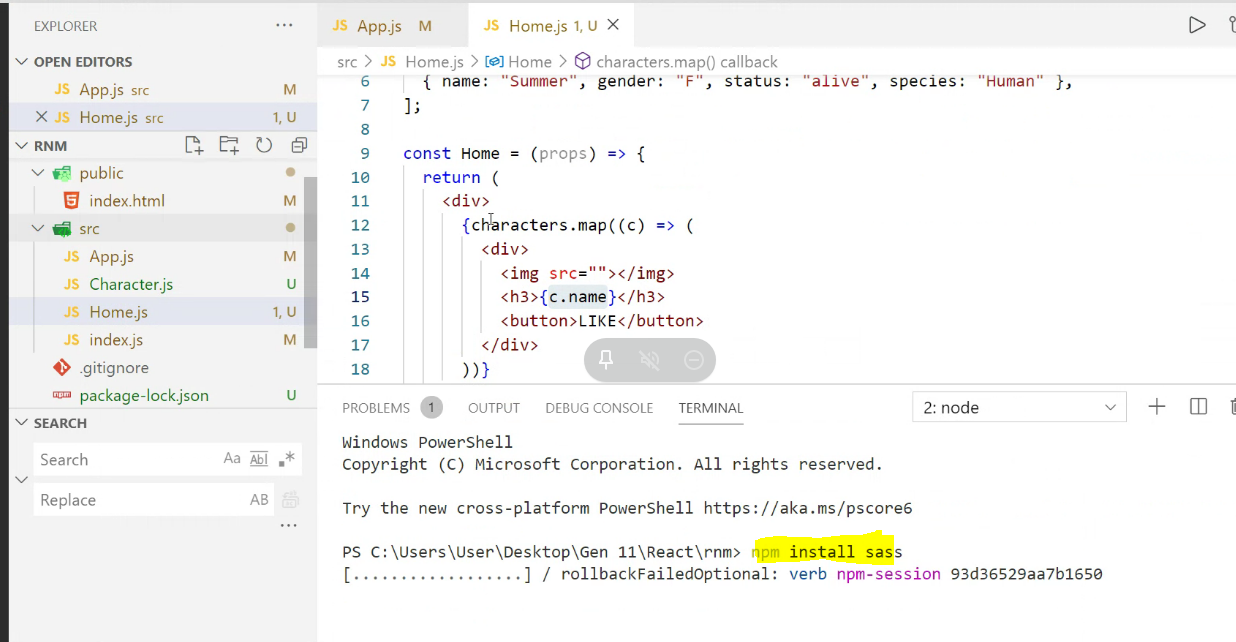 EXPLORER ...
OPEN EDITORS
JS App.js src M
JS Home.js src 1, U
RNM
public
index.html M
src
JS App.js M
JS Character.js U
JS Home.js 1, U
JS index.js M
.gitignore
npm package-lock.json U
SEARCH
Search Aa Abl .*
Replace AB
...
JS App.js M JS Home.js 1, U
src > JS Home.js > Home > characters.map() callback
6 { name: "Summer", gender: "F", status: "alive", species: "Human" },
7 ];
8
9 const Home = (props) => {
10 return (
11 <div>
12 {characters.map((c) => (
13 <div>
14 <img src=""></img>
15 <h3>{c.name}</h3>
16 <button>LIKE</button>
17 </div>
18 ))}
PROBLEMS 1 OUTPUT DEBUG CONSOLE TERMINAL 2: node
Windows PowerShell
Copyright (C) Microsoft Corporation. All rights reserved.
Try the new cross-platform PowerShell https://aka.ms/pscore6
PS C:\Users\User\Desktop\Gen 11\React\rnm> npm install sass
[..................] / rollbackFailedOptional: verb npm-session 93d36529aa7b1650